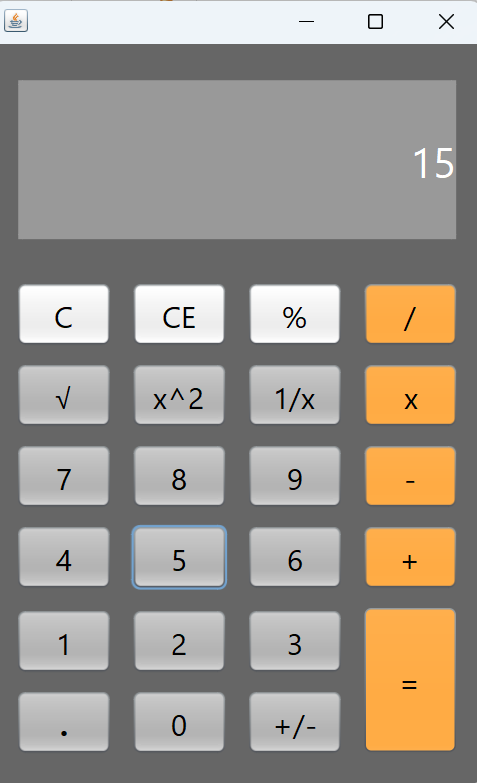 15
C CE % /
√ x^2 1/x x
7 8 9 -
4 5 6 +
1 2 3
=
. 0 +/-